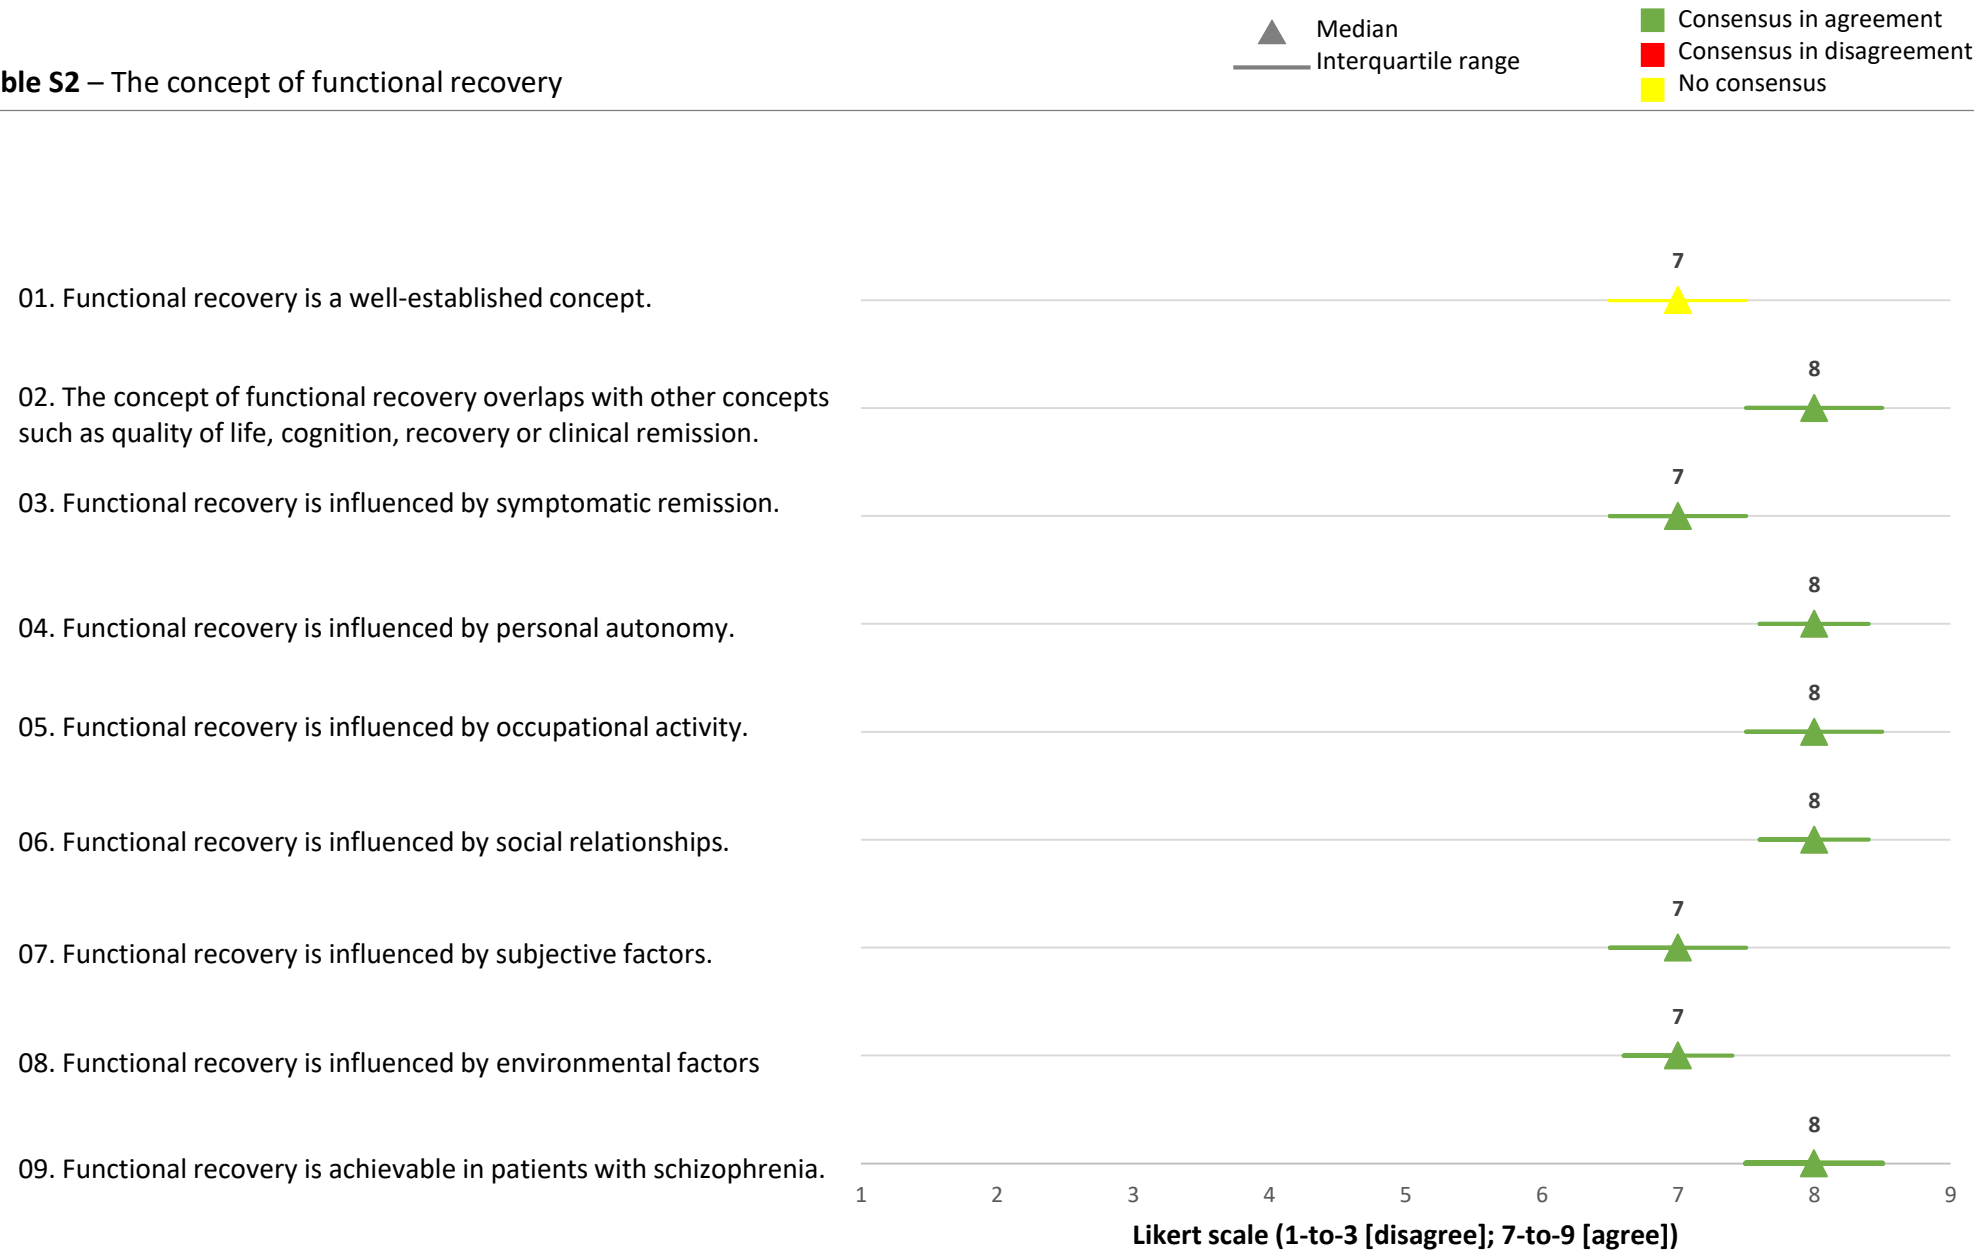 Median
Interquartile range
Consensus in agreement
Consensus in disagreement
No consensus
ble S2 – The concept of functional recovery
7
01. Functional recovery is a well-established concept.
8
02. The concept of functional recovery overlaps with other concepts
such as quality of life, cognition, recovery or clinical remission.
7
03. Functional recovery is influenced by symptomatic remission.
8
04. Functional recovery is influenced by personal autonomy.
8
05. Functional recovery is influenced by occupational activity.
8
06. Functional recovery is influenced by social relationships.
7
07. Functional recovery is influenced by subjective factors.
7
08. Functional recovery is influenced by environmental factors
8
09. Functional recovery is achievable in patients with schizophrenia.
1 2 3 4 5 6 7 8 9
Likert scale (1-to-3 [disagree]; 7-to-9 [agree])